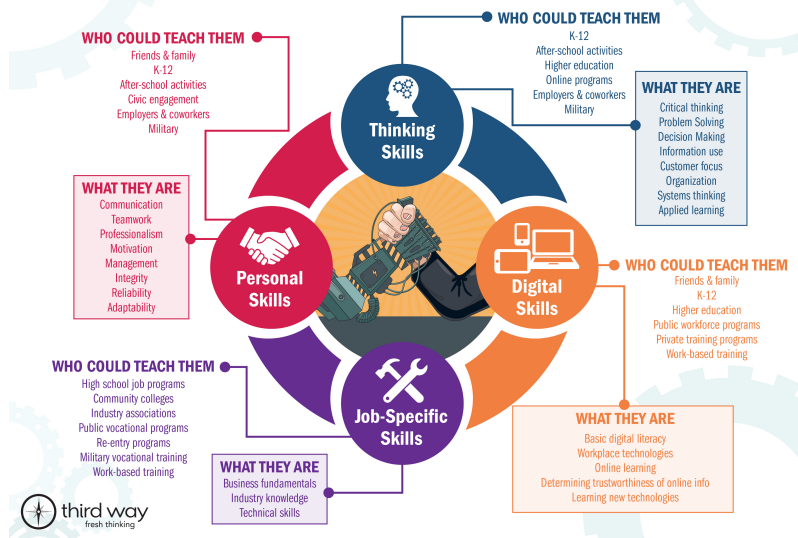 WHO COULD TEACH THEM
Friends & family
K-12
After-school activities
Civic engagement
Employers & coworkers
Military
WHAT THEY ARE
Communication
Teamwork
Professionalism
Motivation
Management
Integrity
Reliability
Adaptability
Personal
Skills
Thinking
Skills
WHO COULD TEACH THEM
K-12
After-school activities
Higher education
Online programs
Employers & coworkers
Military
WHAT THEY ARE
Critical thinking
Problem Solving
Decision Making
Information use
Customer focus
Organization
Systems thinking
Applied learning
Digital
Skills
WHO COULD TEACH THEM
Friends & family
K-12
Higher education
Public workforce programs
Private training programs
Work-based training
WHAT THEY ARE
Basic digital literacy
Workplace technologies
Online learning
Determining trustworthiness of online info
Learning new technologies
Job-Specific
Skills
WHO COULD TEACH THEM
High school job programs
Community colleges
Industry associations
Public vocational programs
Re-entry programs
Military vocational training
Work-based training
WHAT THEY ARE
Business fundamentals
Industry knowledge
Technical skills
third way
fresh thinking